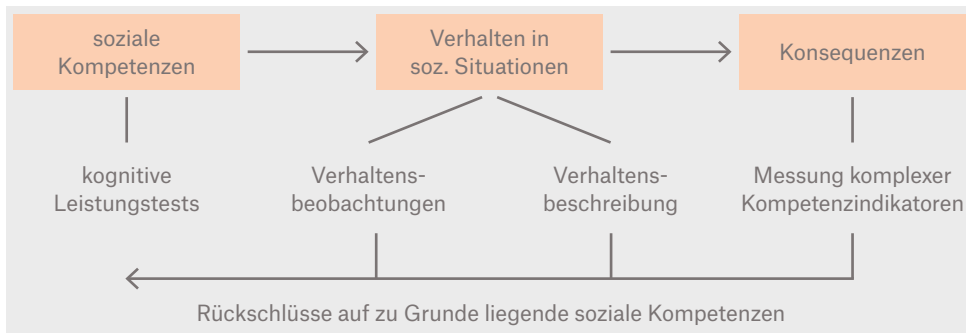 soziale
Kompetenzen
Verhalten in
soz. Situationen
Konsequenzen
kognitive
Leistungstests
Verhaltens-
beobachtungen
Verhaltens-
beschreibung
Messung komplexer
Kompetenzindikatoren
Rückschlüsse auf zu Grunde liegende soziale Kompetenzen